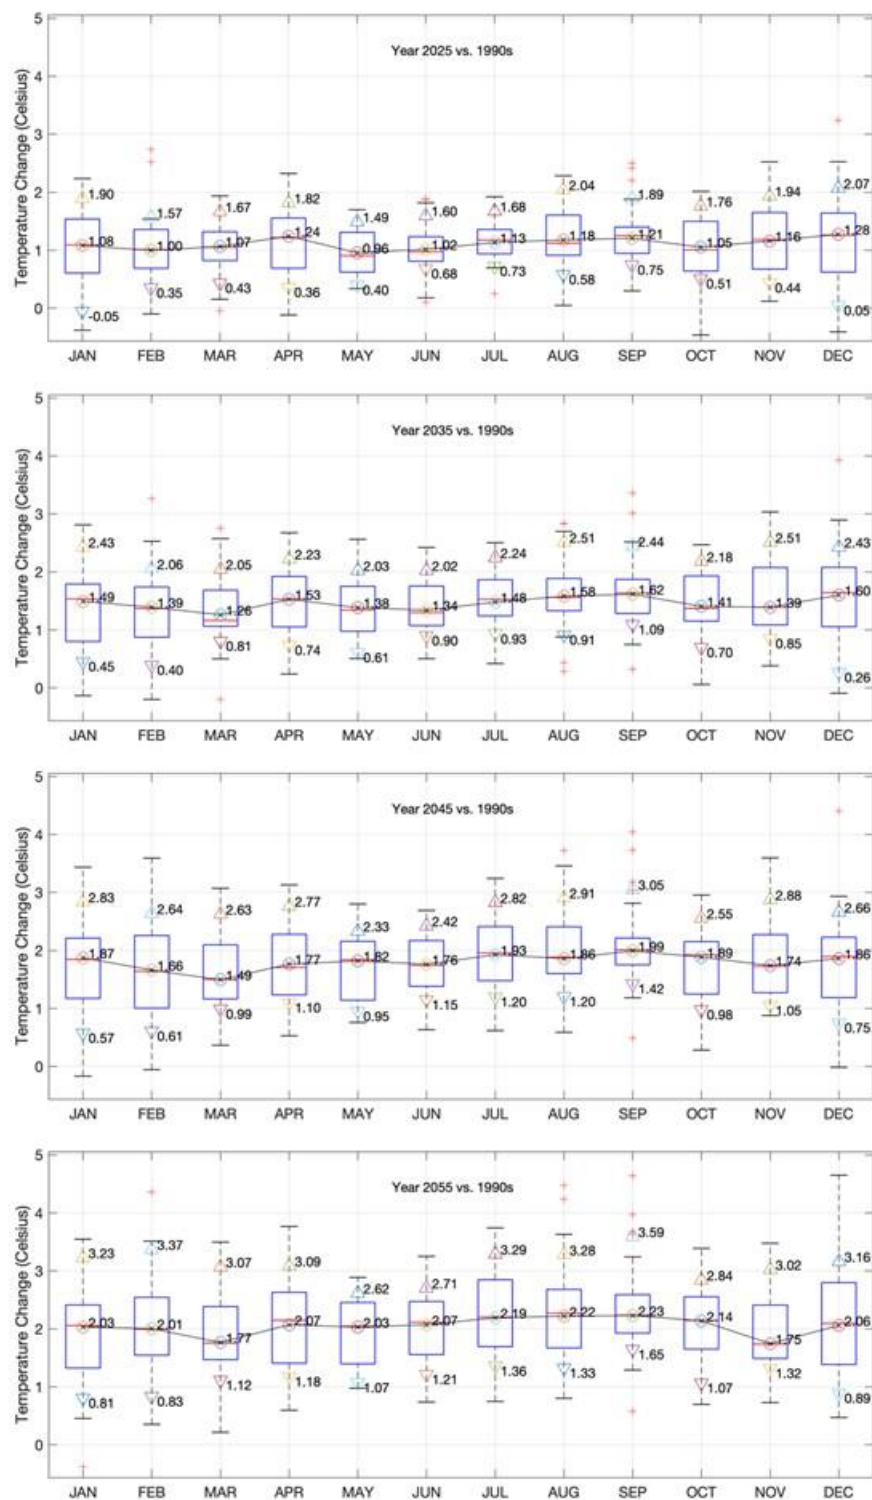 Year 2025 vs. 1990s
Temperature Change (Celsius)
5
4
3
2
1
0
1.90 1.57 1.67 1.82 1.49 1.60 1.68 2.04 1.89 1.76 1.94 2.07
1.08 1.00 1.07 1.24 0.96 1.02 1.13 1.18 1.21 1.05 1.16 1.28
-0.05 0.35 0.43 0.36 0.40 0.68 0.73 0.58 0.75 0.51 0.44 0.05
JAN FEB MAR APR MAY JUN JUL AUG SEP OCT NOV DEC
Year 2035 vs. 1990s
Temperature Change (Celsius)
5
4
3
2
1
0
2.43 2.06 2.05 2.23 2.03 2.02 2.24 2.51 2.44 2.18 2.51 2.43
1.49 1.39 1.26 1.53 1.38 1.34 1.48 1.58 1.62 1.41 1.39 1.60
0.45 0.40 0.81 0.74 0.61 0.90 0.93 0.91 1.09 0.70 0.85 0.26
JAN FEB MAR APR MAY JUN JUL AUG SEP OCT NOV DEC
Year 2045 vs. 1990s
Temperature Change (Celsius)
5
4
3
2
1
0
2.83 2.64 2.63 2.77 2.33 2.42 2.82 2.91 3.05 2.55 2.88 2.66
1.87 1.66 1.49 1.77 1.82 1.76 1.93 1.86 1.99 1.89 1.74 1.86
0.57 0.61 0.99 1.10 0.95 1.15 1.20 1.20 1.42 0.98 1.05 0.75
JAN FEB MAR APR MAY JUN JUL AUG SEP OCT NOV DEC
Year 2055 vs. 1990s
Temperature Change (Celsius)
5
4
3
2
1
0
3.23 3.37 3.07 3.09 2.62 2.71 3.29 3.28 3.59 2.84 3.02 3.16
2.03 2.01 1.77 2.07 2.03 2.07 2.19 2.22 2.23 2.14 1.75 2.06
0.81 0.83 1.12 1.18 1.07 1.21 1.36 1.33 1.65 1.07 1.32 0.89
JAN FEB MAR APR MAY JUN JUL AUG SEP OCT NOV DEC